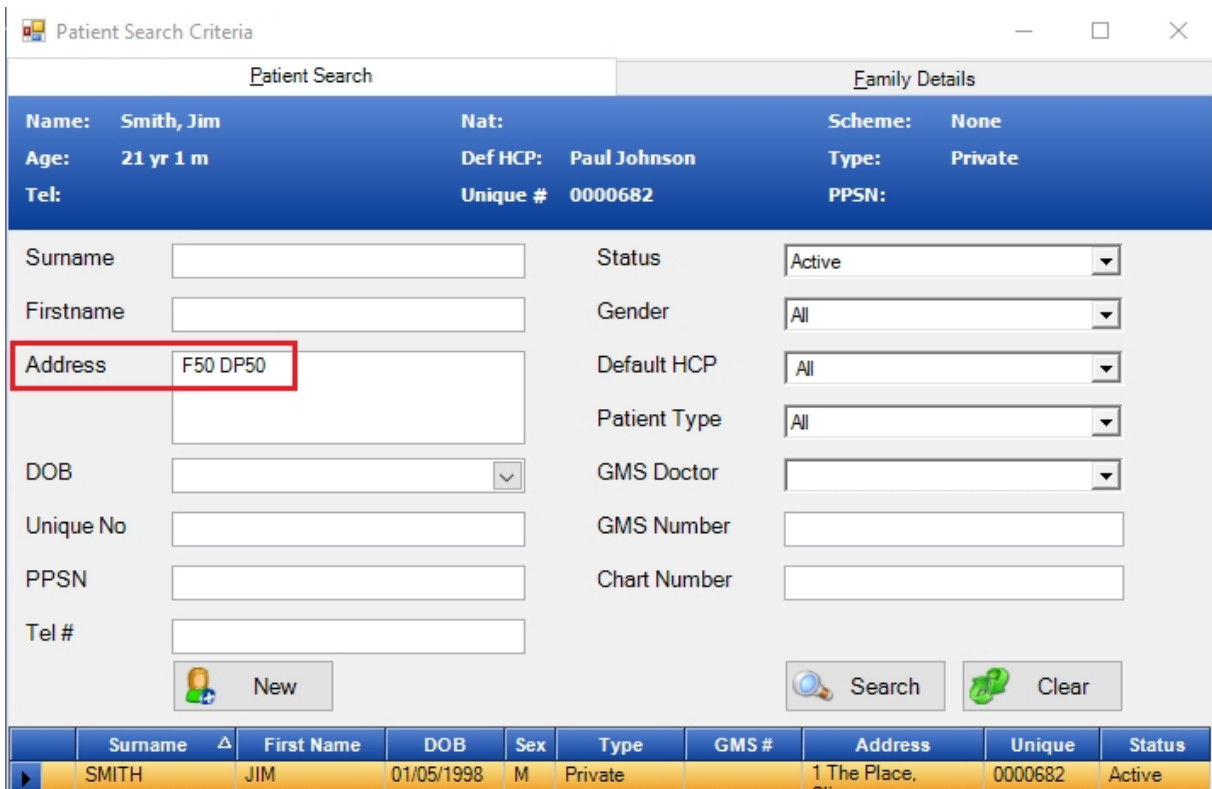 Patient Search Criteria
Patient Search Family Details
Name: Smith, Jim Nat: Scheme: None
Age: 21 yr 1 m Def HCP: Paul Johnson Type: Private
Tel: Unique # 0000682 PPSN:
Surname Status Active
Firstname Gender All
Address F50 DP50 Default HCP All
Patient Type All
DOB GMS Doctor
Unique No GMS Number
PPSN Chart Number
Tel #
New Search Clear
Surname First Name DOB Sex Type GMS # Address Unique Status
SMITH JIM 01/05/1998 M Private 1 The Place, 0000682 Active